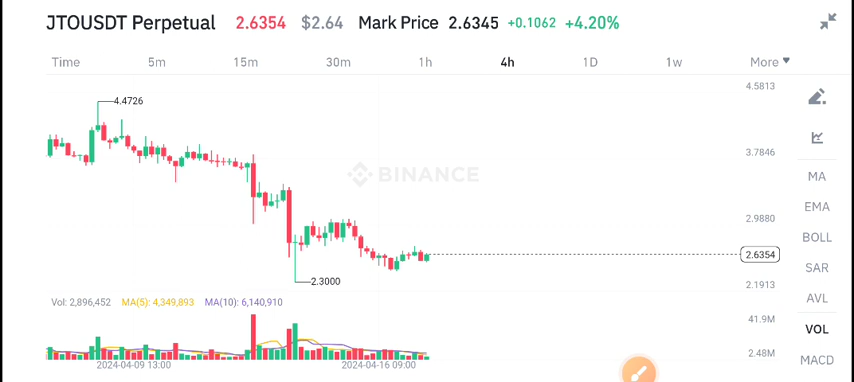 JTOUSDT Perpetual 2.6354 $2.64 Mark Price 2.6345 +0.1062 +4.20%
Time 5m 15m 30m 1h 4h 1D 1w More
4.5813
4.4726
3.7846
BINANCE
MA
EMA
2.9880
BOLL
2.6354
SAR
2.3000
2.1913
AVL
Vol: 2,896,452 MA(5): 4,349,893 MA(10): 6,140,910
41.9M
VOL
2.48M
MACD
2024-04-09 13:00 2024-04-16 09:00